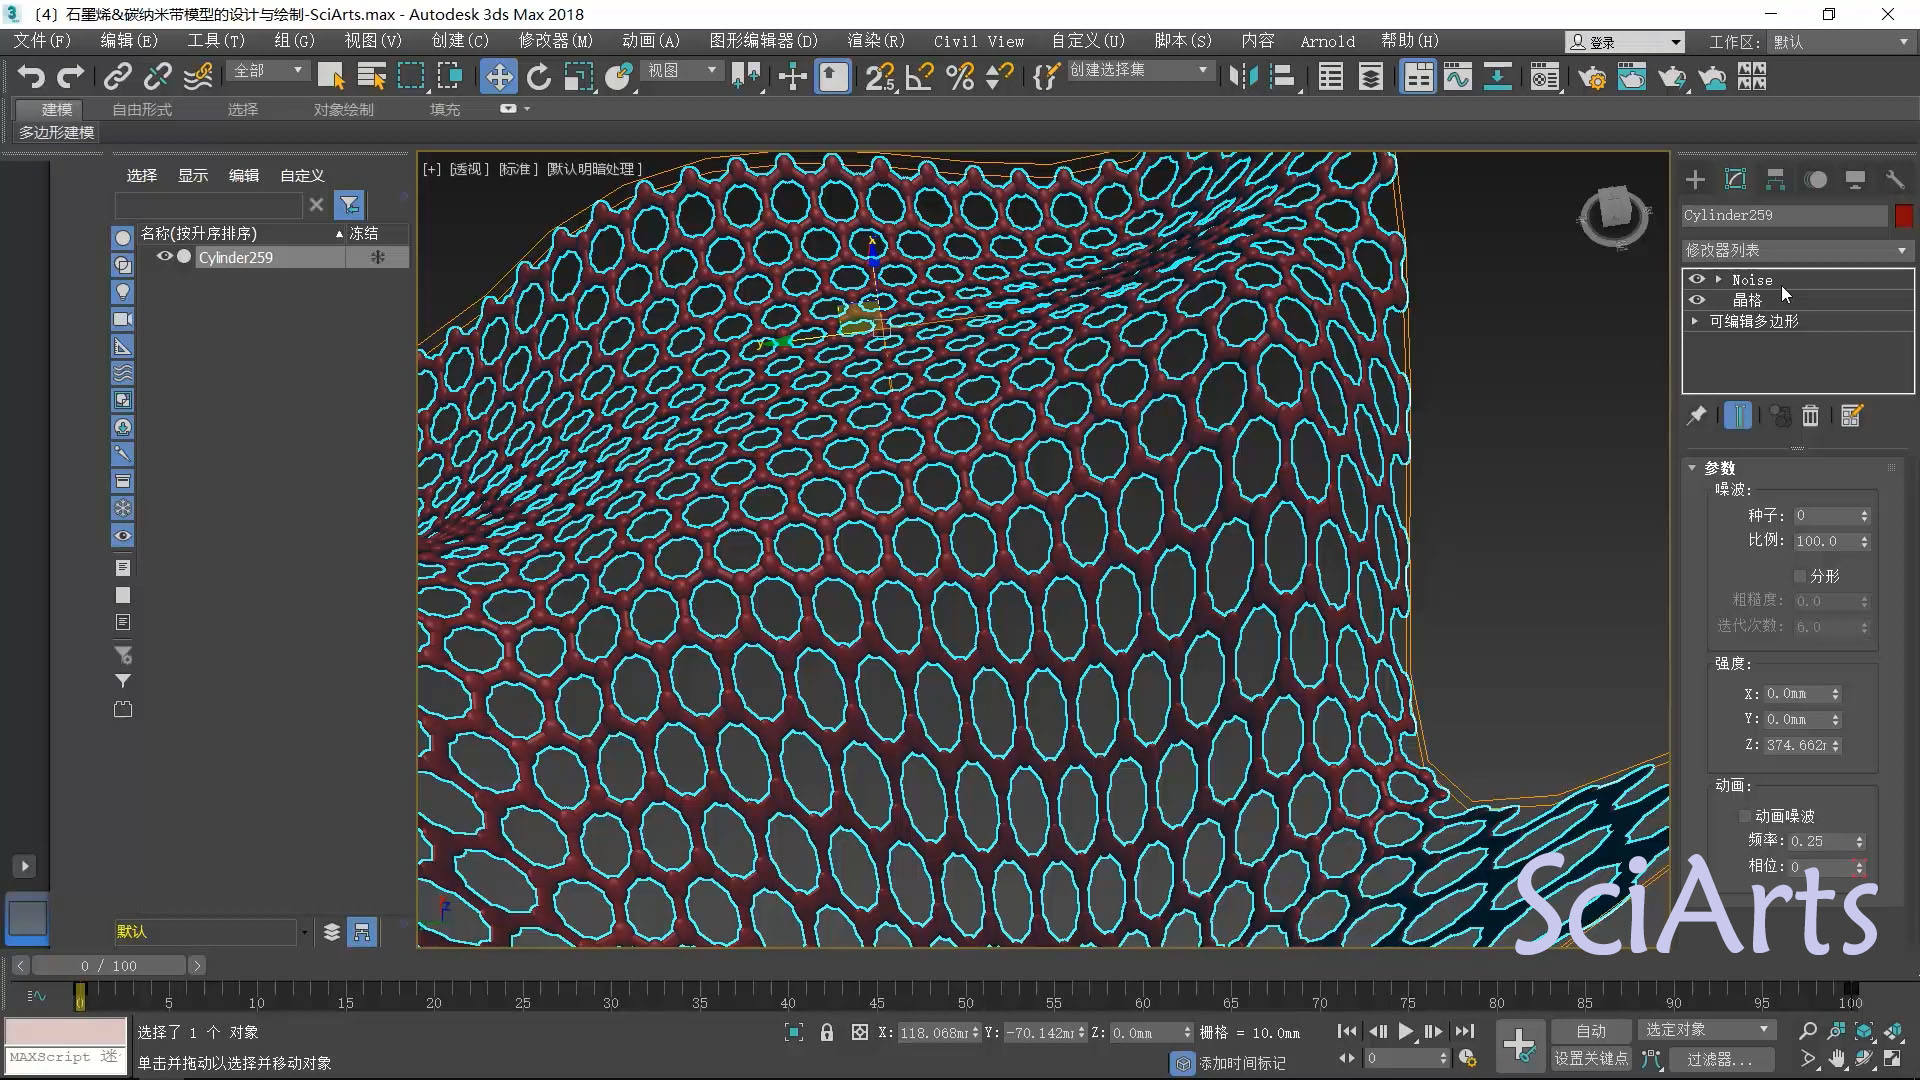 〔4〕石墨烯&碳纳米带模型的设计与绘制-SciArts.max - Autodesk 3ds Max 2018
文件(F) 编辑(E) 工具(T) 组(G) 视图(V) 创建(C) 修改器(M) 动画(A) 图形编辑器(D) 渲染(R) Civil View 自定义(U) 脚本(S) 内容 Arnold 帮助(H) 登录 工作区: 默认
全部 视图 创建选择集
建模 自由形式 选择 对象绘制 填充
多边形建模
选择 显示 编辑 自定义
名称(按升序排序) 冻结
Cylinder259
[+] [透视] [标准] [默认明暗处理]
x
y
z
Cylinder259
修改器列表
Noise
晶格
可编辑多边形
参数
噪波:
种子: 0
比例: 100.0
分形
粗糙度: 0.0
迭代次数: 6.0
强度:
X: 0.0mm
Y: 0.0mm
Z: 374.662m
动画:
动画噪波
频率: 0.25
相位: 0
SciArts
默认
0 / 100
0 5 10 15 20 25 30 35 40 45 50 55 60 65 70 75 80 85 90 95 100
选择了 1 个 对象
X: 118.068m Y: -70.142m Z: 0.0mm 栅格 = 10.0mm
自动 选定对象
MAXScript 迷
单击并拖动以选择并移动对象
添加时间标记
0
设置关键点 过滤器...